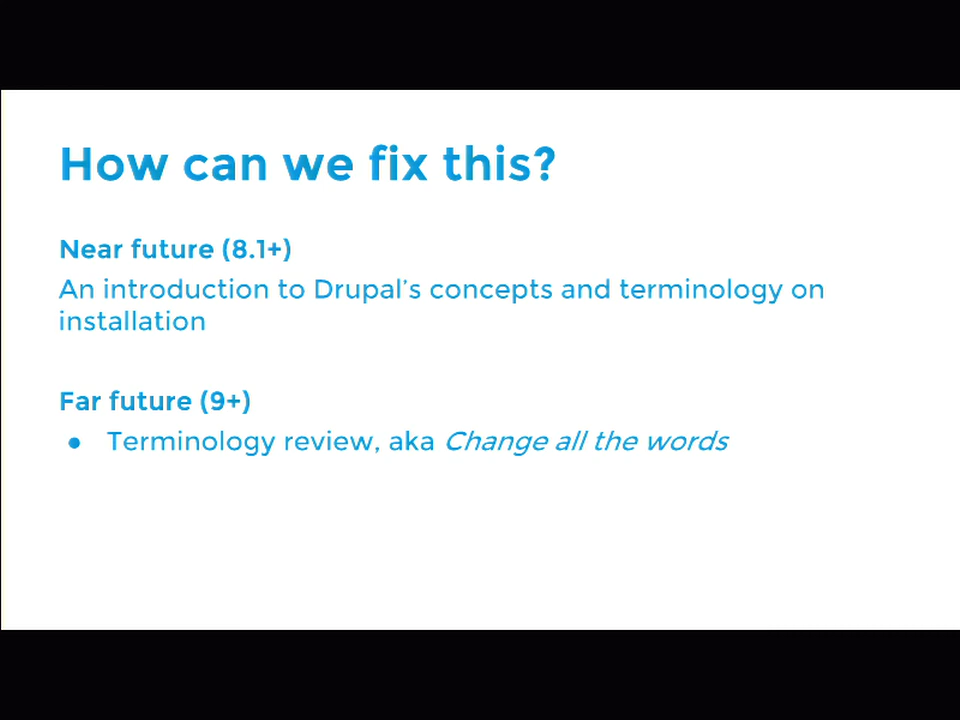 How can we fix this?
Near future (8.1+)
An introduction to Drupal's concepts and terminology on
installation
Far future (9+)
● Terminology review, aka Change all the words